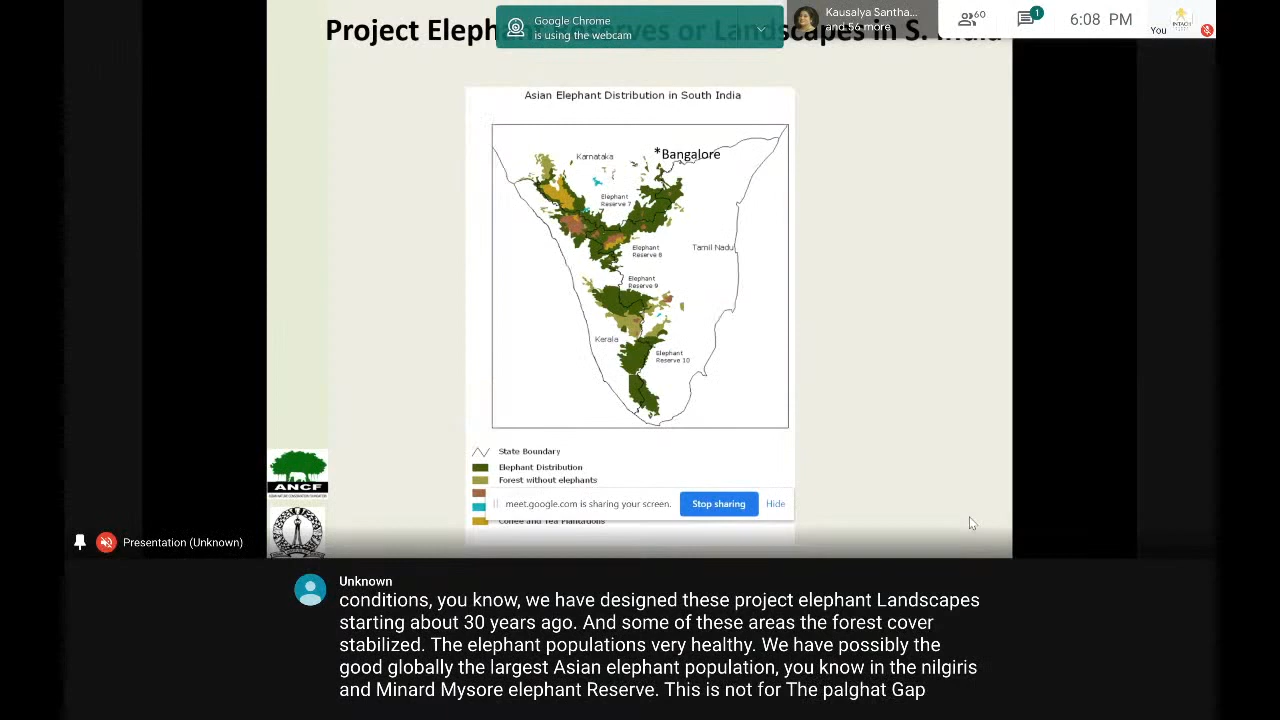 Project Eleph
rves or Landscapes in S. India
Google Chrome
is using the webcam
Kausalya Santha...
and 56 more
60
1
6:08 PM
You
INTACH
Asian Elephant Distribution in South India
Karnataka
*Bangalore
Elephant
Reserve 7
Tamil Nadu
Elephant
Reserve 8
Elephant
Reserve 9
Kerala
Elephant
Reserve 10
State Boundary
Elephant Distribution
Forest without elephants
meet.google.com is sharing your screen.
Stop sharing
Hide
Coffee and Tea Plantations
ANCF
Presentation (Unknown)
Unknown
conditions, you know, we have designed these project elephant Landscapes
starting about 30 years ago. And some of these areas the forest cover
stabilized. The elephant populations very healthy. We have possibly the
good globally the largest Asian elephant population, you know in the nilgiris
and Minard Mysore elephant Reserve. This is not for The palghat Gap